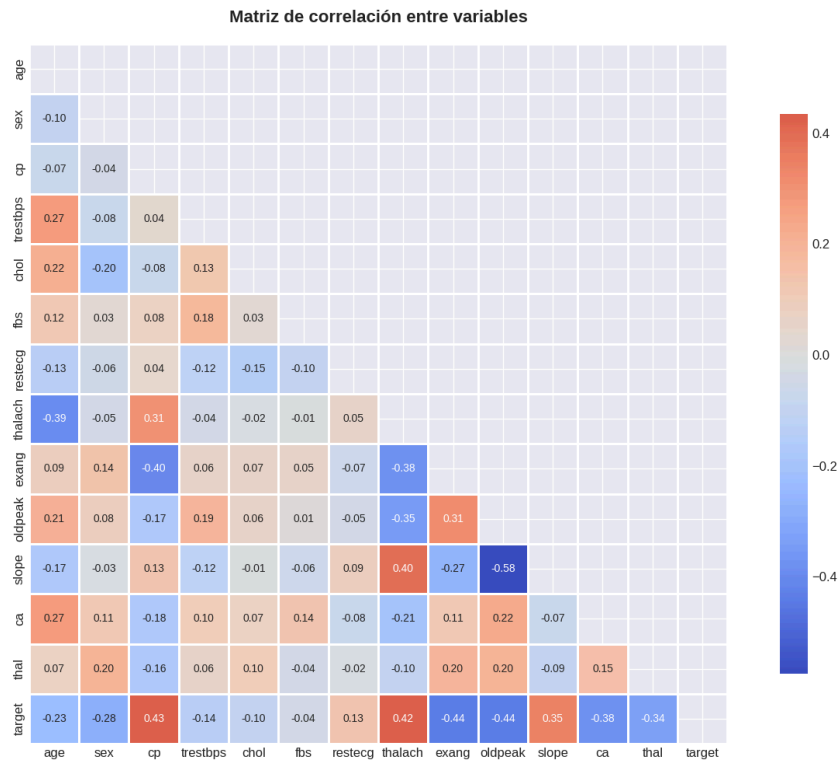 Matriz de correlación entre variables
age
sex -0.10
cp -0.07 -0.04
trestbps 0.27 -0.08 0.04
chol 0.22 -0.20 -0.08 0.13
fbs 0.12 0.03 0.08 0.18 0.03
restecg -0.13 -0.06 0.04 -0.12 -0.15 -0.10
thalach -0.39 -0.05 0.31 -0.04 -0.02 -0.01 0.05
exang 0.09 0.14 -0.40 0.06 0.07 0.05 -0.07 -0.38
oldpeak 0.21 0.08 -0.17 0.19 0.06 0.01 -0.05 -0.35 0.31
slope -0.17 -0.03 0.13 -0.12 -0.01 -0.06 0.09 0.40 -0.27 -0.58
ca 0.27 0.11 -0.18 0.10 0.07 0.14 -0.08 -0.21 0.11 0.22 -0.07
thal 0.07 0.20 -0.16 0.06 0.10 -0.04 -0.02 -0.10 0.20 0.20 -0.09 0.15
target -0.23 -0.28 0.43 -0.14 -0.10 -0.04 0.13 0.42 -0.44 -0.44 0.35 -0.38 -0.34
age sex cp trestbps chol fbs restecg thalach exang oldpeak slope ca thal target
0.4
0.2
0.0
−0.2
−0.4